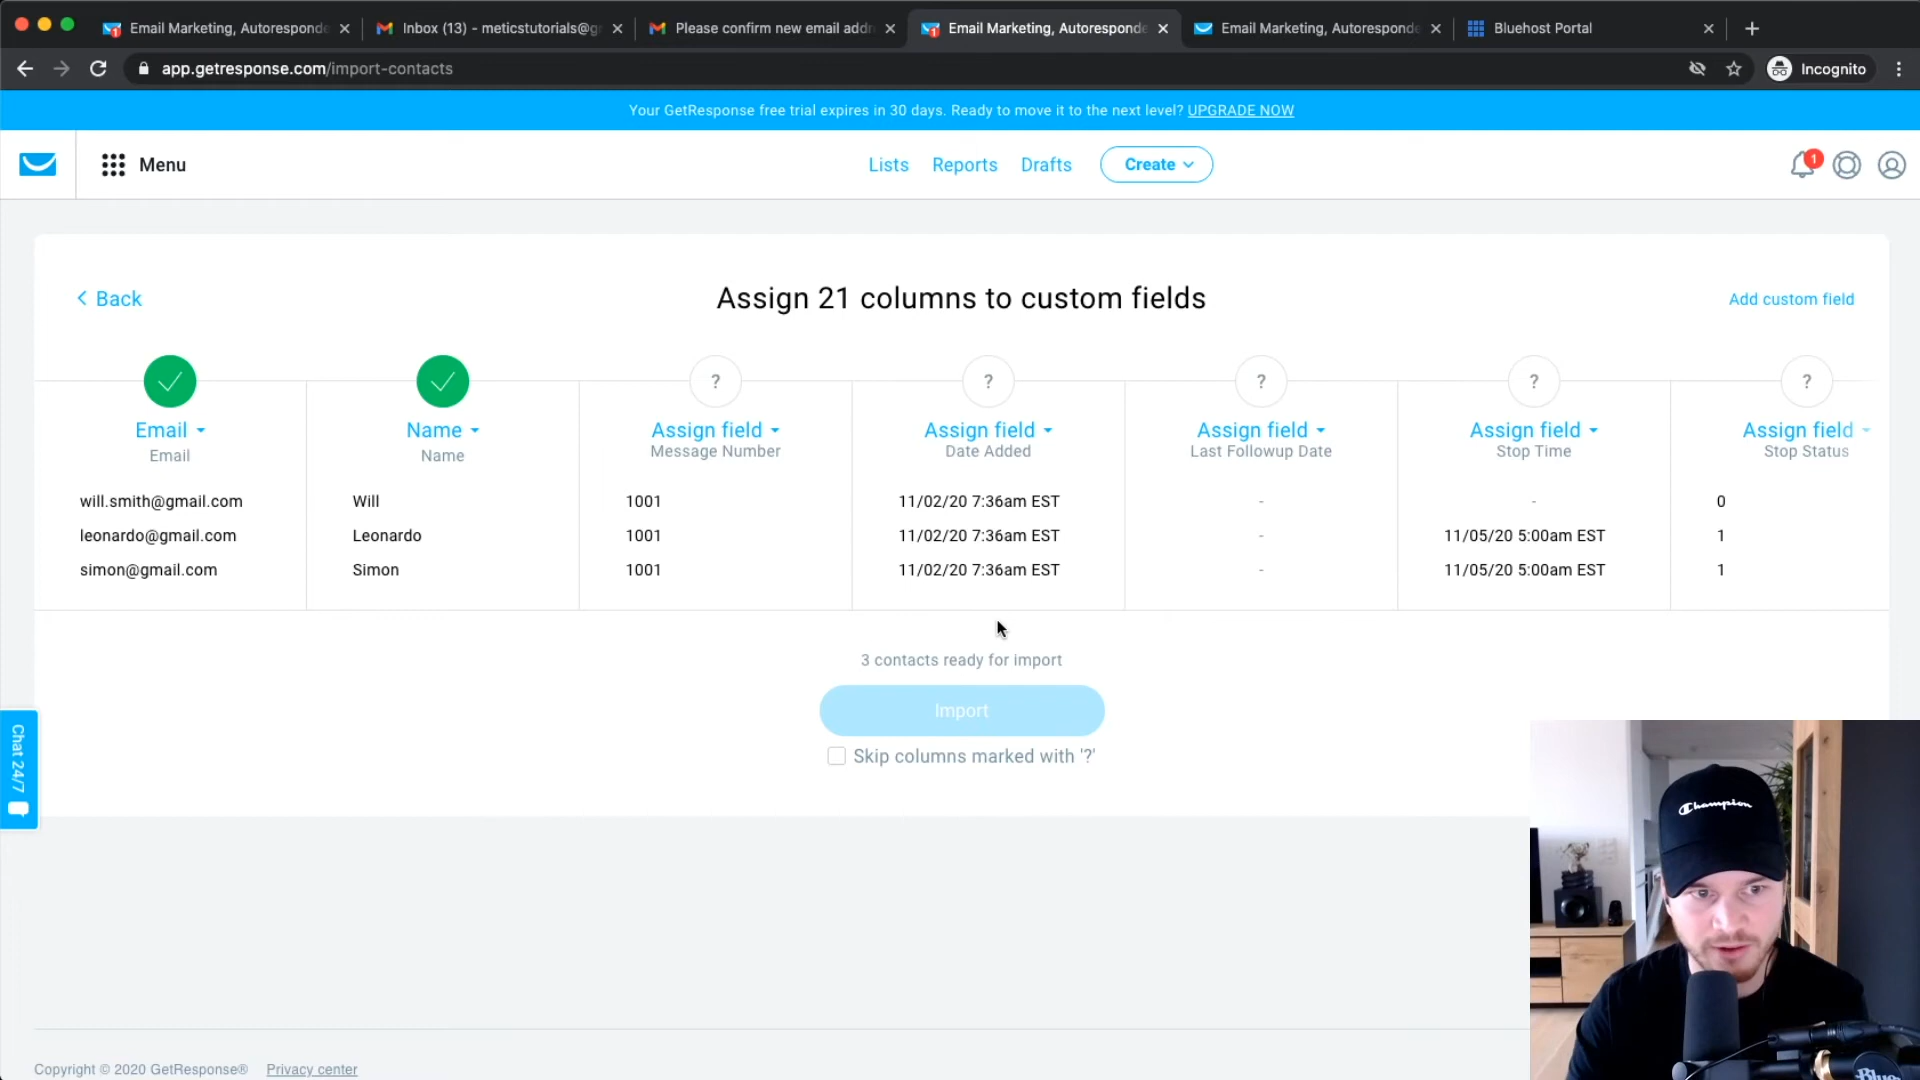 Email Marketing, Autoresponde
Inbox (13) - meticstutorials@g
Please confirm new email addr
Email Marketing, Autoresponde
Email Marketing, Autoresponde
Bluehost Portal
app.getresponse.com/import-contacts
Incognito
Your GetResponse free trial expires in 30 days. Ready to move it to the next level? UPGRADE NOW
Menu
Lists
Reports
Drafts
Create
1
Back
Assign 21 columns to custom fields
Add custom field
? ? ? ? ?
Email Name Assign field Assign field Assign field Assign field Assign field
Email Name Message Number Date Added Last Followup Date Stop Time Stop Status
will.smith@gmail.com Will 1001 11/02/20 7:36am EST - - 0
leonardo@gmail.com Leonardo 1001 11/02/20 7:36am EST - 11/05/20 5:00am EST 1
simon@gmail.com Simon 1001 11/02/20 7:36am EST - 11/05/20 5:00am EST 1
3 contacts ready for import
Import
Skip columns marked with '?'
Chat 24/7
Champion
Blue
Copyright © 2020 GetResponse® Privacy center